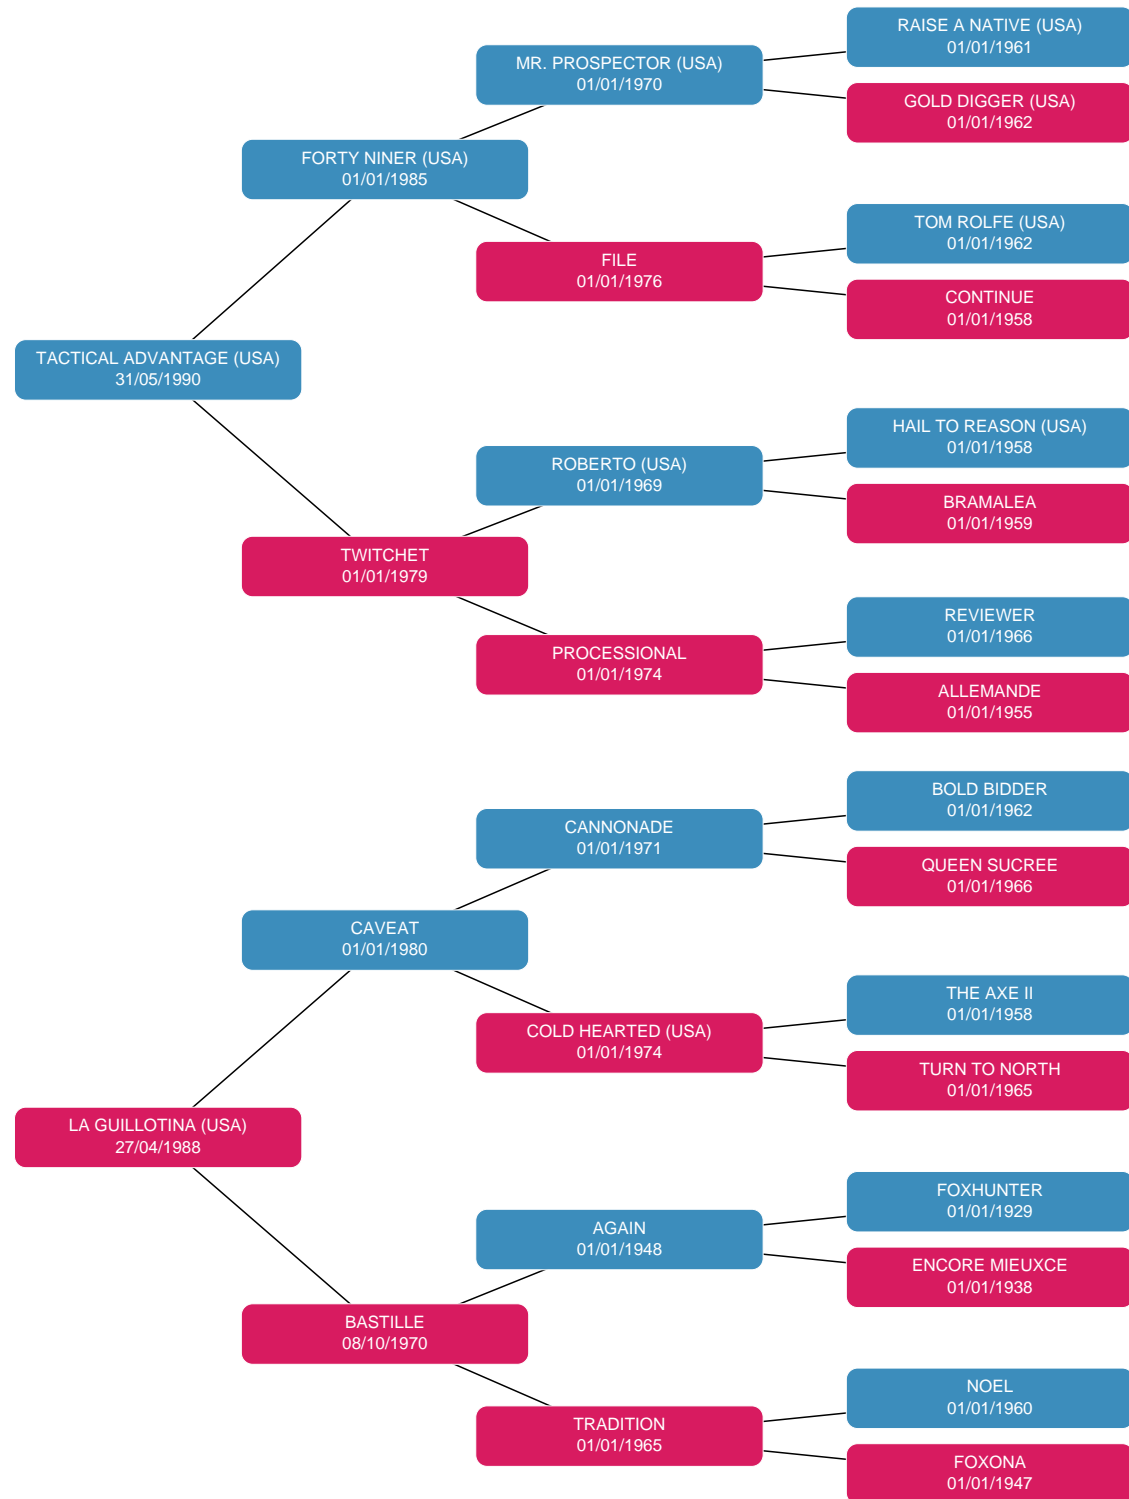 RAISE A NATIVE (USA)
01/01/1961
MR. PROSPECTOR (USA)
01/01/1970
GOLD DIGGER (USA)
01/01/1962
FORTY NINER (USA)
01/01/1985
TOM ROLFE (USA)
01/01/1962
FILE
01/01/1976
CONTINUE
01/01/1958
TACTICAL ADVANTAGE (USA)
31/05/1990
HAIL TO REASON (USA)
01/01/1958
ROBERTO (USA)
01/01/1969
BRAMALEA
01/01/1959
TWITCHET
01/01/1979
REVIEWER
01/01/1966
PROCESSIONAL
01/01/1974
ALLEMANDE
01/01/1955
BOLD BIDDER
01/01/1962
CANNONADE
01/01/1971
QUEEN SUCREE
01/01/1966
CAVEAT
01/01/1980
THE AXE II
01/01/1958
COLD HEARTED (USA)
01/01/1974
TURN TO NORTH
01/01/1965
LA GUILLOTINA (USA)
27/04/1988
FOXHUNTER
01/01/1929
AGAIN
01/01/1948
ENCORE MIEUXCE
01/01/1938
BASTILLE
08/10/1970
NOEL
01/01/1960
TRADITION
01/01/1965
FOXONA
01/01/1947